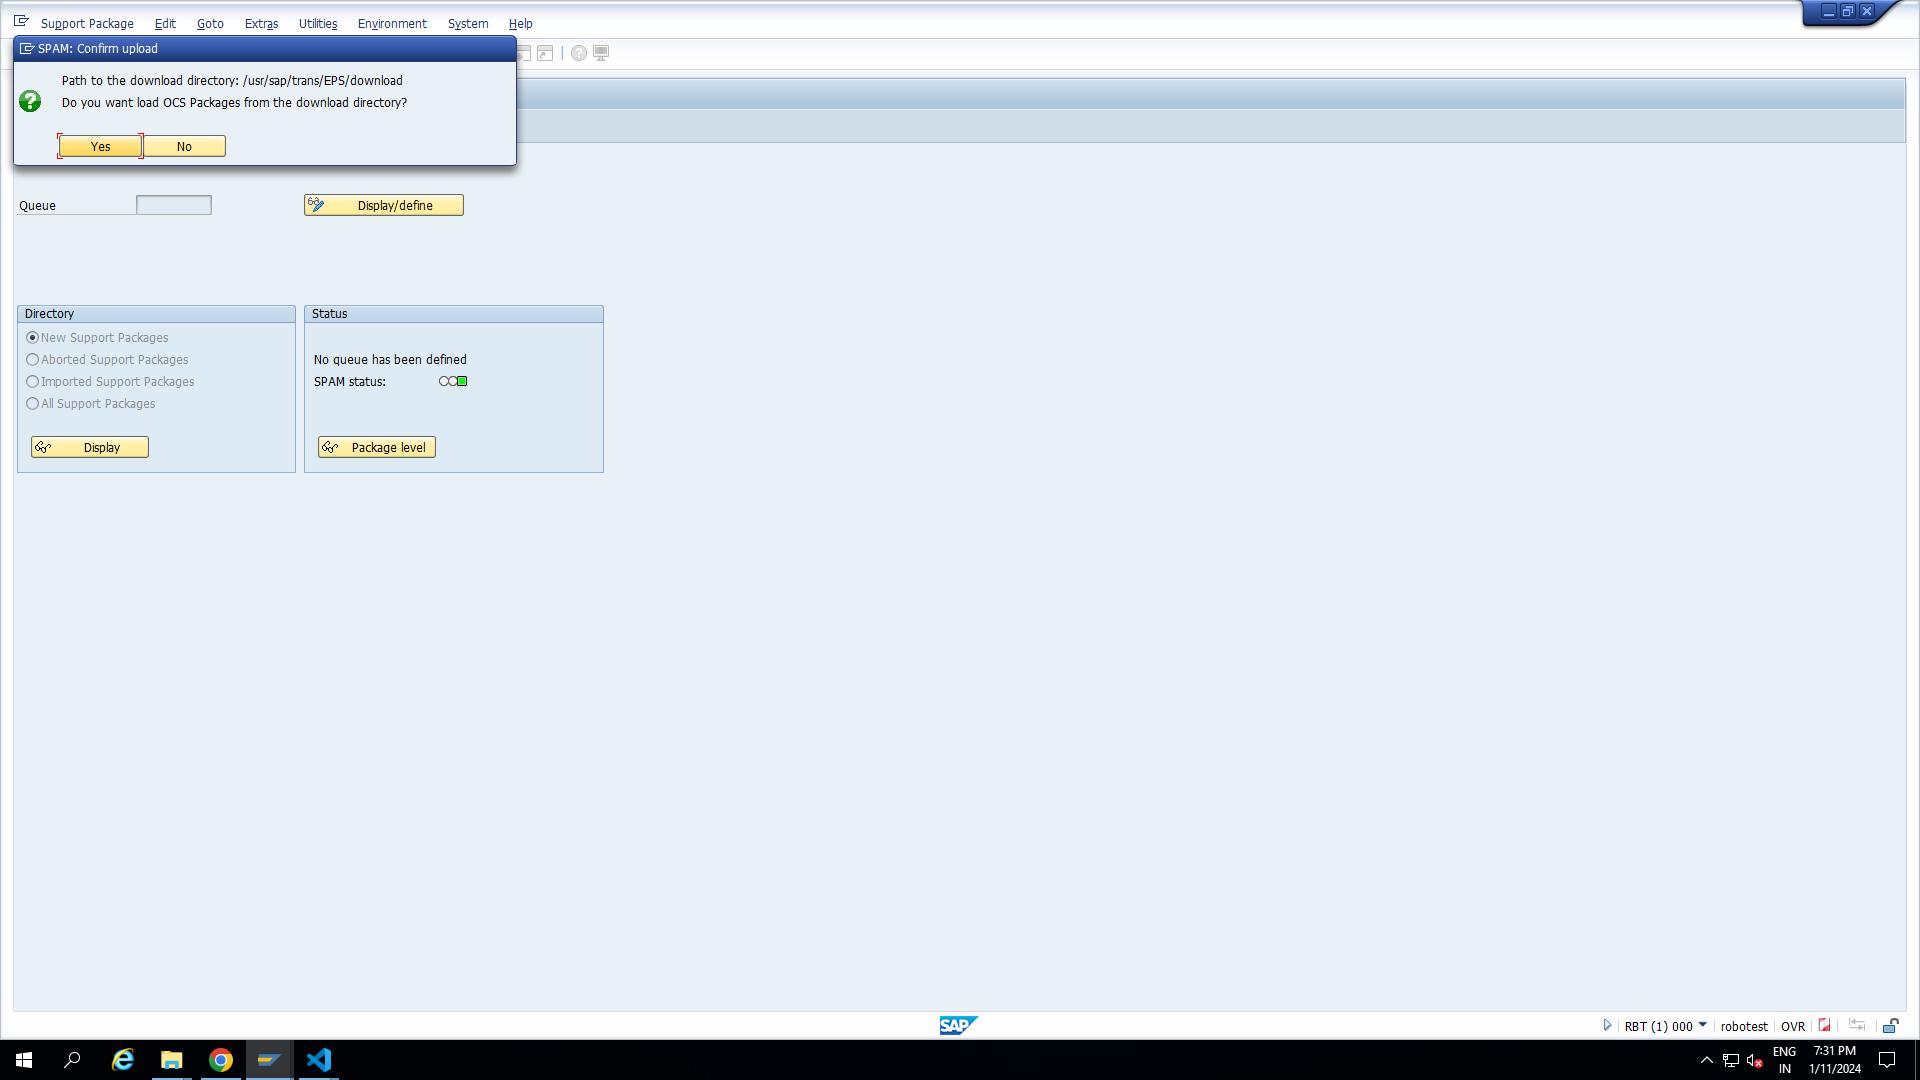 Support Package Edit Goto Extras Utilities Environment System Help
SPAM: Confirm upload
Path to the download directory: /usr/sap/trans/EPS/download
Do you want load OCS Packages from the download directory?
Yes No
Queue Display/define
Directory
New Support Packages
Aborted Support Packages
Imported Support Packages
All Support Packages
Display
Status
No queue has been defined
SPAM status:
Package level
SAP
RBT (1) 000 robotest OVR
ENG
IN
7:31 PM
1/11/2024